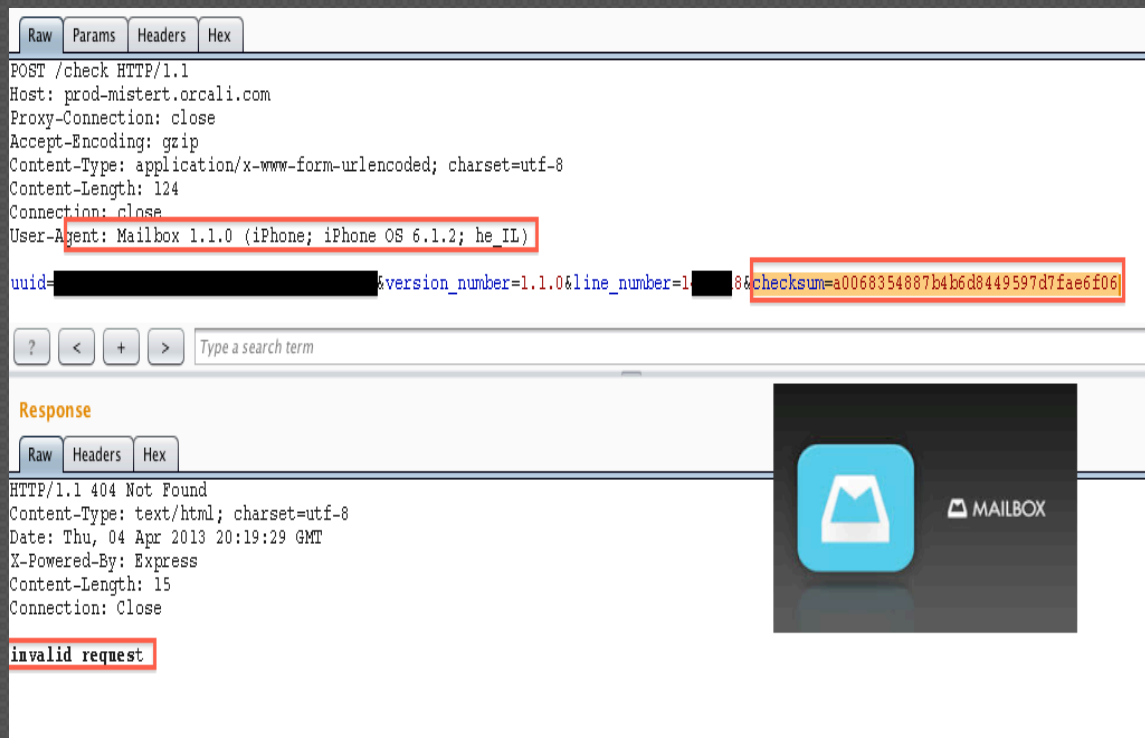 Raw Params Headers Hex
POST /check HTTP/1.1
Host: prod-mistert.orcali.com
Proxy-Connection: close
Accept-Encoding: gzip
Content-Type: application/x-www-form-urlencoded; charset=utf-8
Content-Length: 124
Connection: close
User-Agent: Mailbox 1.1.0 (iPhone; iPhone OS 6.1.2; he_IL)
uuid= &version_number=1.1.0&line_number=1 8&checksum=a0068354887b4b6d8449597d7fae6f06
? < + > Type a search term
Response
Raw Headers Hex
HTTP/1.1 404 Not Found
Content-Type: text/html; charset=utf-8
Date: Thu, 04 Apr 2013 20:19:29 GMT
X-Powered-By: Express
Content-Length: 15
Connection: Close
invalid request
MAILBOX